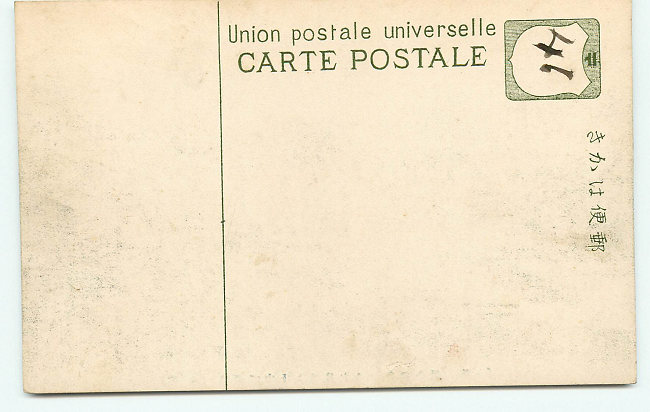 Union postale universelle
CARTE POSTALE
郵便はかき